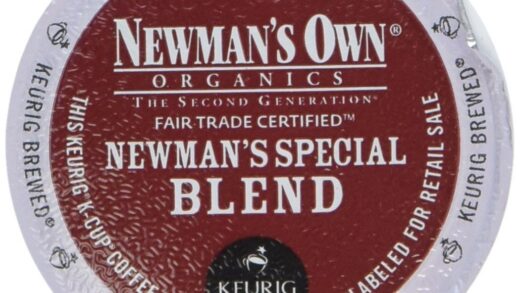 NEWMAN'S OWN®
ORGANICS
THE SECOND GENERATION®
FAIR TRADE CERTIFIED™
NEWMAN'S SPECIAL
BLEND
KEURIG
KEURIG BREWED®
THIS KEURIG K-CUP® COFFEE
LABELED FOR RETAIL SALE
KEURIG BREWED®